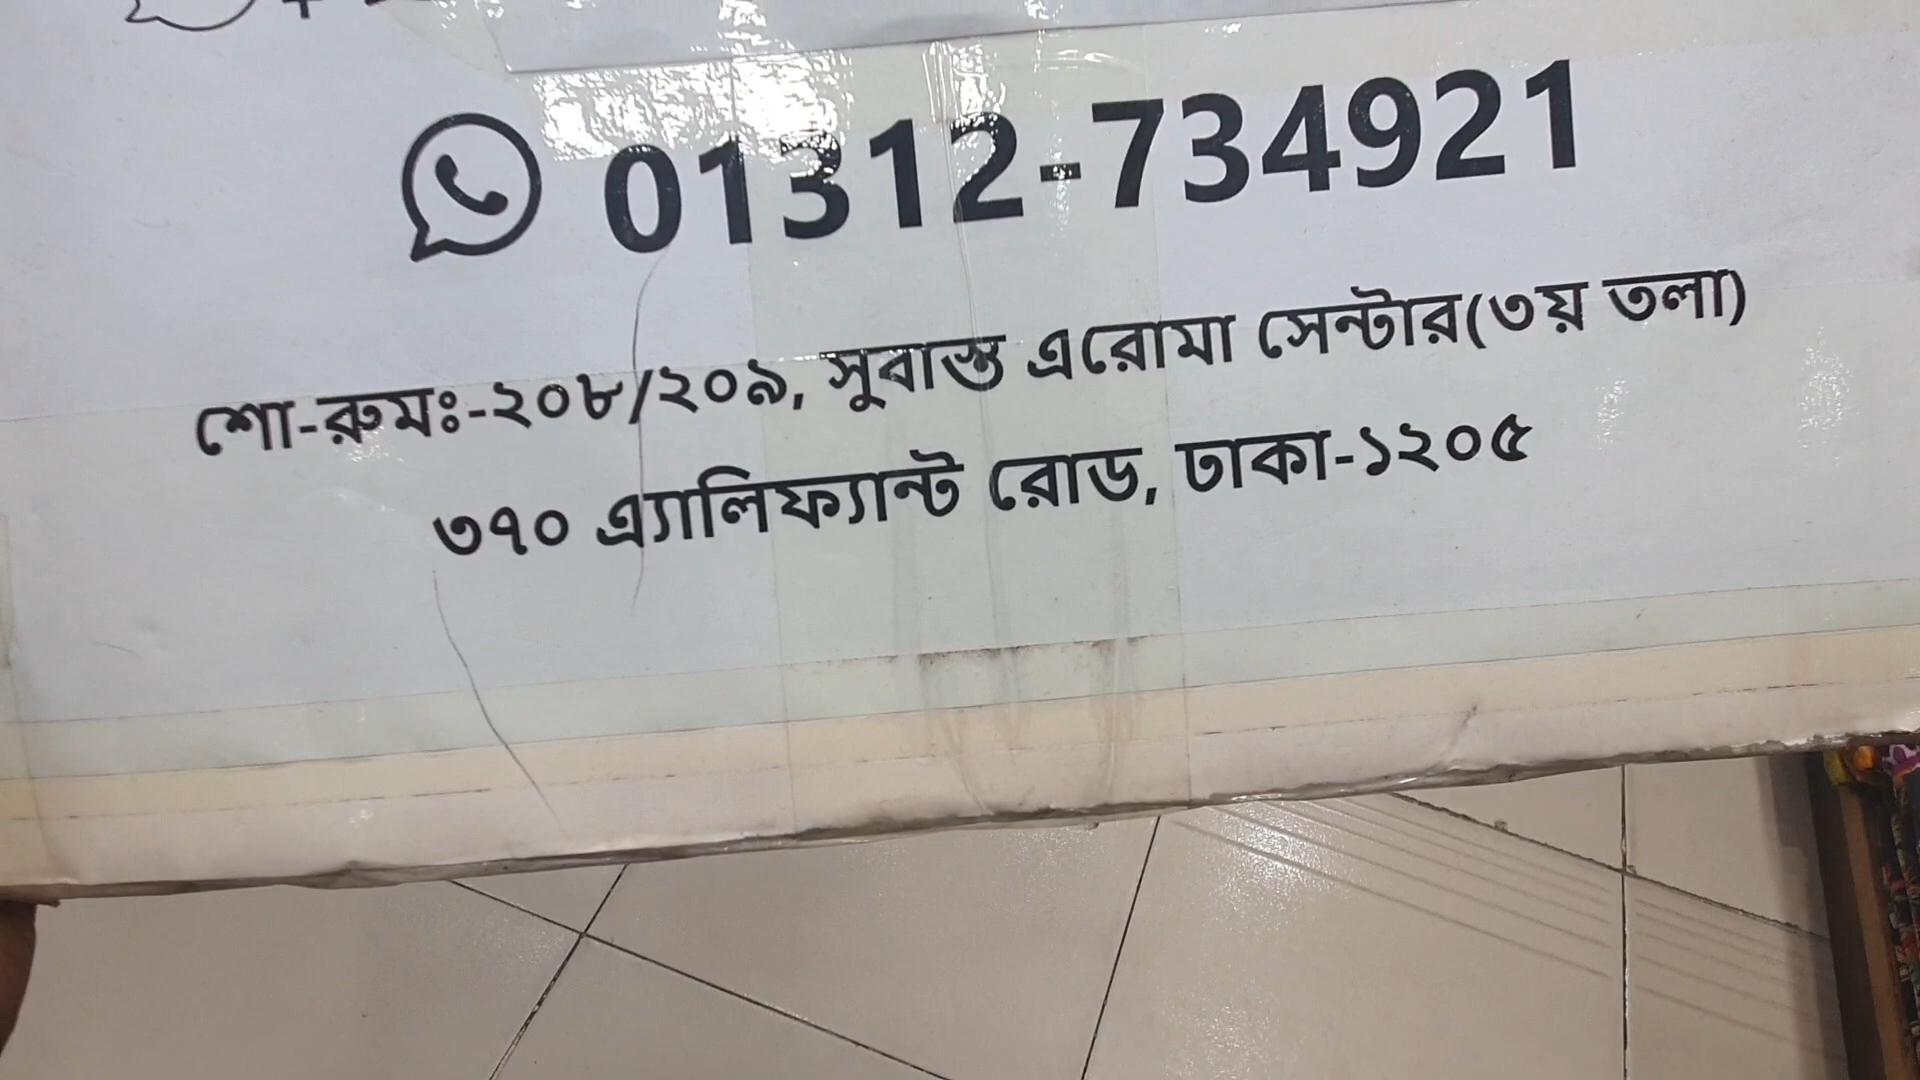 01312-734921
শো-রুমঃ-২০৮/২০৯, সুবাস্তু এরোমা সেন্টার(৩য় তলা)
৩৭০ এ্যালিফ্যান্ট রোড, ঢাকা-১২০৫